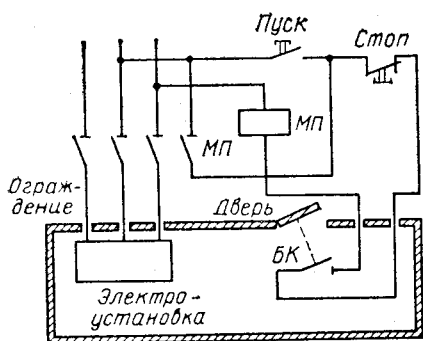 Пуск
Стоп
МП
МП
Ограж-
дение
Дверь
БК
Электро-
установка